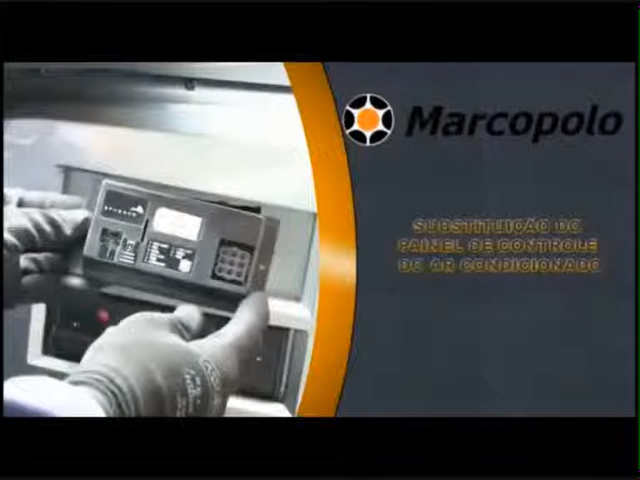 Marcopolo
SUBSTITUIÇÃO DO
PAINEL DE CONTROLE
DO AR CONDICIONADO